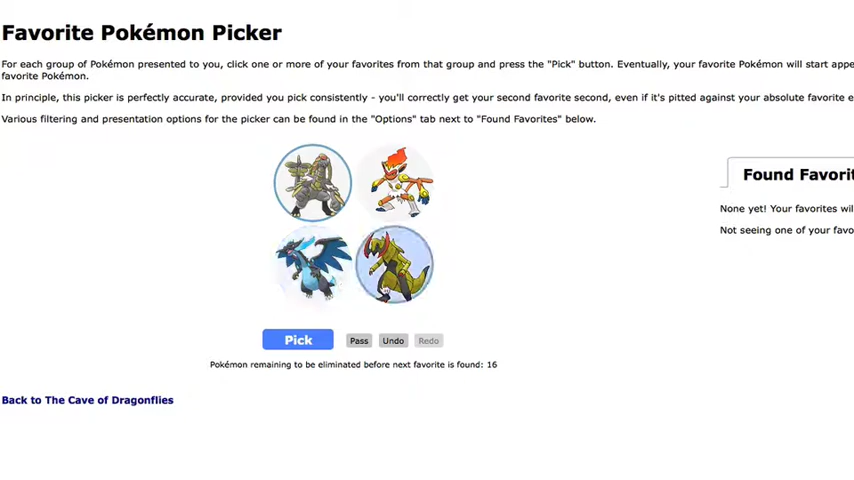 Favorite Pokémon Picker
For each group of Pokémon presented to you, click one or more of your favorites from that group and press the "Pick" button. Eventually, your favorite Pokémon will start appe
favorite Pokémon.
In principle, this picker is perfectly accurate, provided you pick consistently - you'll correctly get your second favorite second, even if it's pitted against your absolute favorite e
Various filtering and presentation options for the picker can be found in the "Options" tab next to "Found Favorites" below.
Found Favorit
None yet! Your favorites wil
Not seeing one of your favo
Pick Pass Undo Redo
Pokémon remaining to be eliminated before next favorite is found: 16
Back to The Cave of Dragonflies